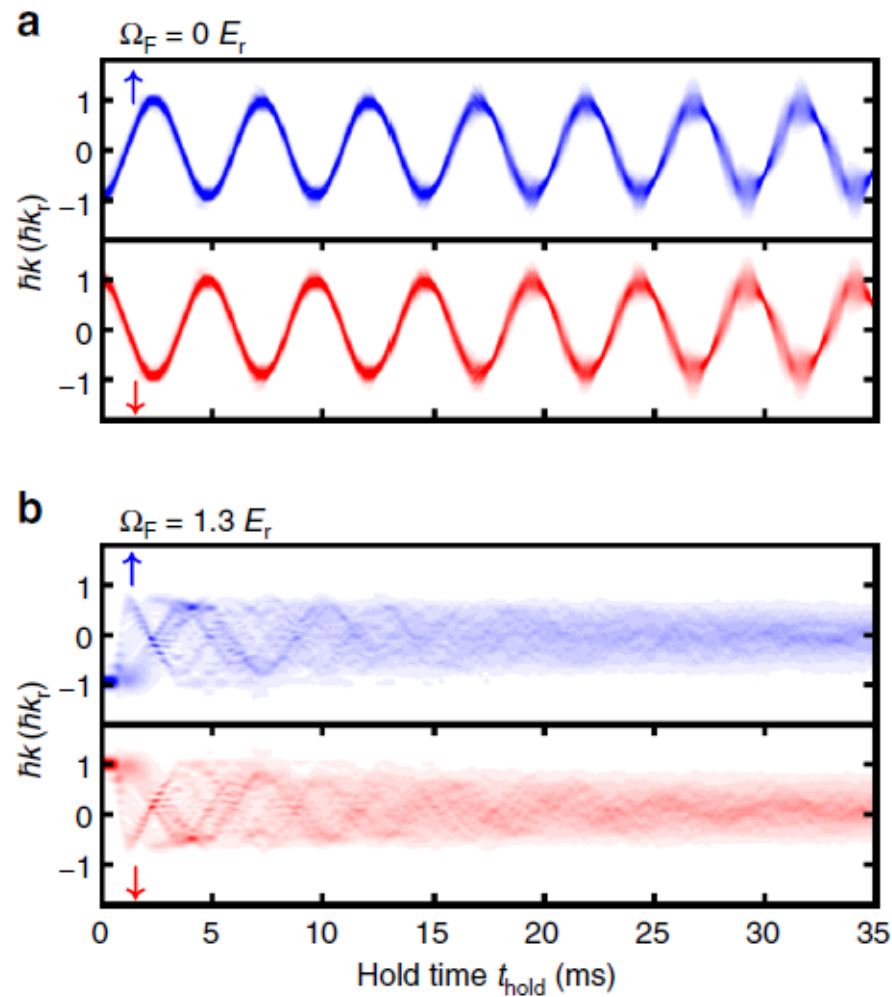 a
Ω_F = 0 E_r
↑
1
0
−1
1
0
−1
↓
ħk (ħk_r)
b
Ω_F = 1.3 E_r
↑
1
0
−1
1
0
−1
↓
ħk (ħk_r)
0 5 10 15 20 25 30 35
Hold time t_hold (ms)